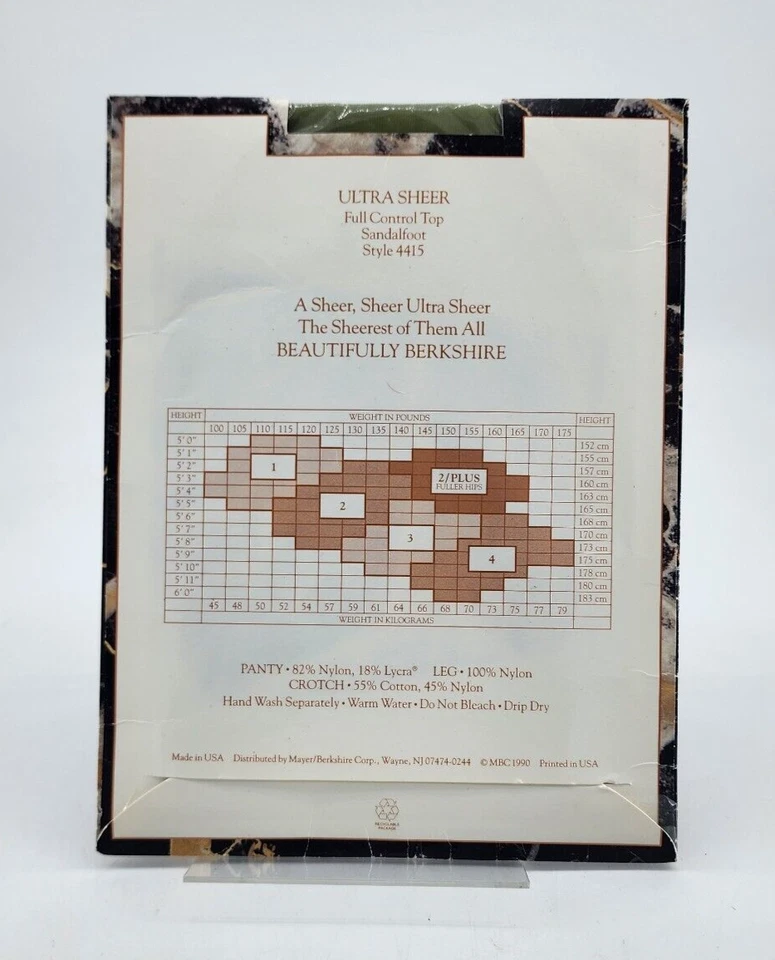 ULTRA SHEER
Full Control Top
Sandalfoot
Style 4415
A Sheer, Sheer Ultra Sheer
The Sheerest of Them All
BEAUTIFULLY BERKSHIRE
HEIGHT WEIGHT IN POUNDS HEIGHT
100 105 110 115 120 125 130 135 140 145 150 155 160 165 170 175
5'0" 152 cm
5'1" 155 cm
5'2" 157 cm
5'3" 160 cm
5'4" 163 cm
5'5" 165 cm
5'6" 168 cm
5'7" 170 cm
5'8" 173 cm
5'9" 175 cm
5'10" 178 cm
5'11" 180 cm
6'0" 183 cm
1
2/PLUS
FULLER HIPS
2
3
4
45 48 50 52 54 57 59 61 64 66 68 70 73 75 77 79
WEIGHT IN KILOGRAMS
PANTY • 82% Nylon, 18% Lycra® LEG • 100% Nylon
CROTCH • 55% Cotton, 45% Nylon
Hand Wash Separately • Warm Water • Do Not Bleach • Drip Dry
Made in USA Distributed by Mayer/Berkshire Corp., Wayne, NJ 07474-0244 © MBC 1990 Printed in USA
RECYCLABLE
PACKAGE